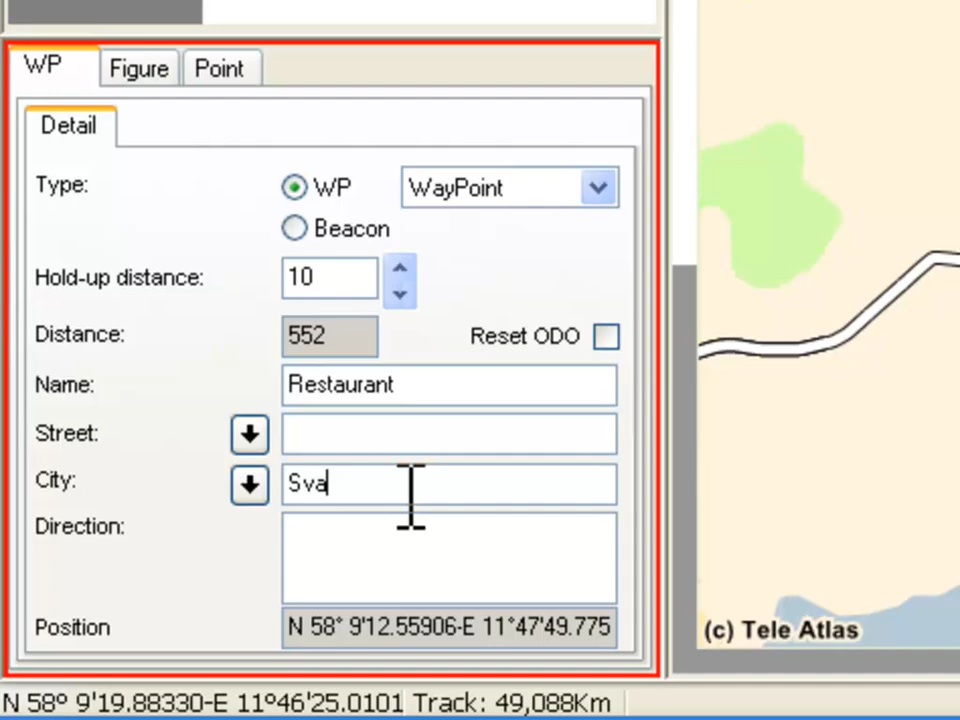 WP Figure Point
Detail
Type: WP WayPoint
Beacon
Hold-up distance: 10
Distance: 552 Reset ODO
Name: Restaurant
Street:
City: Sva
Direction:
Position N 58° 9'12.55906-E 11°47'49.775
(c) Tele Atlas
N 58º 9'19.88330-E 11º46'25.0101 Track: 49,088Km